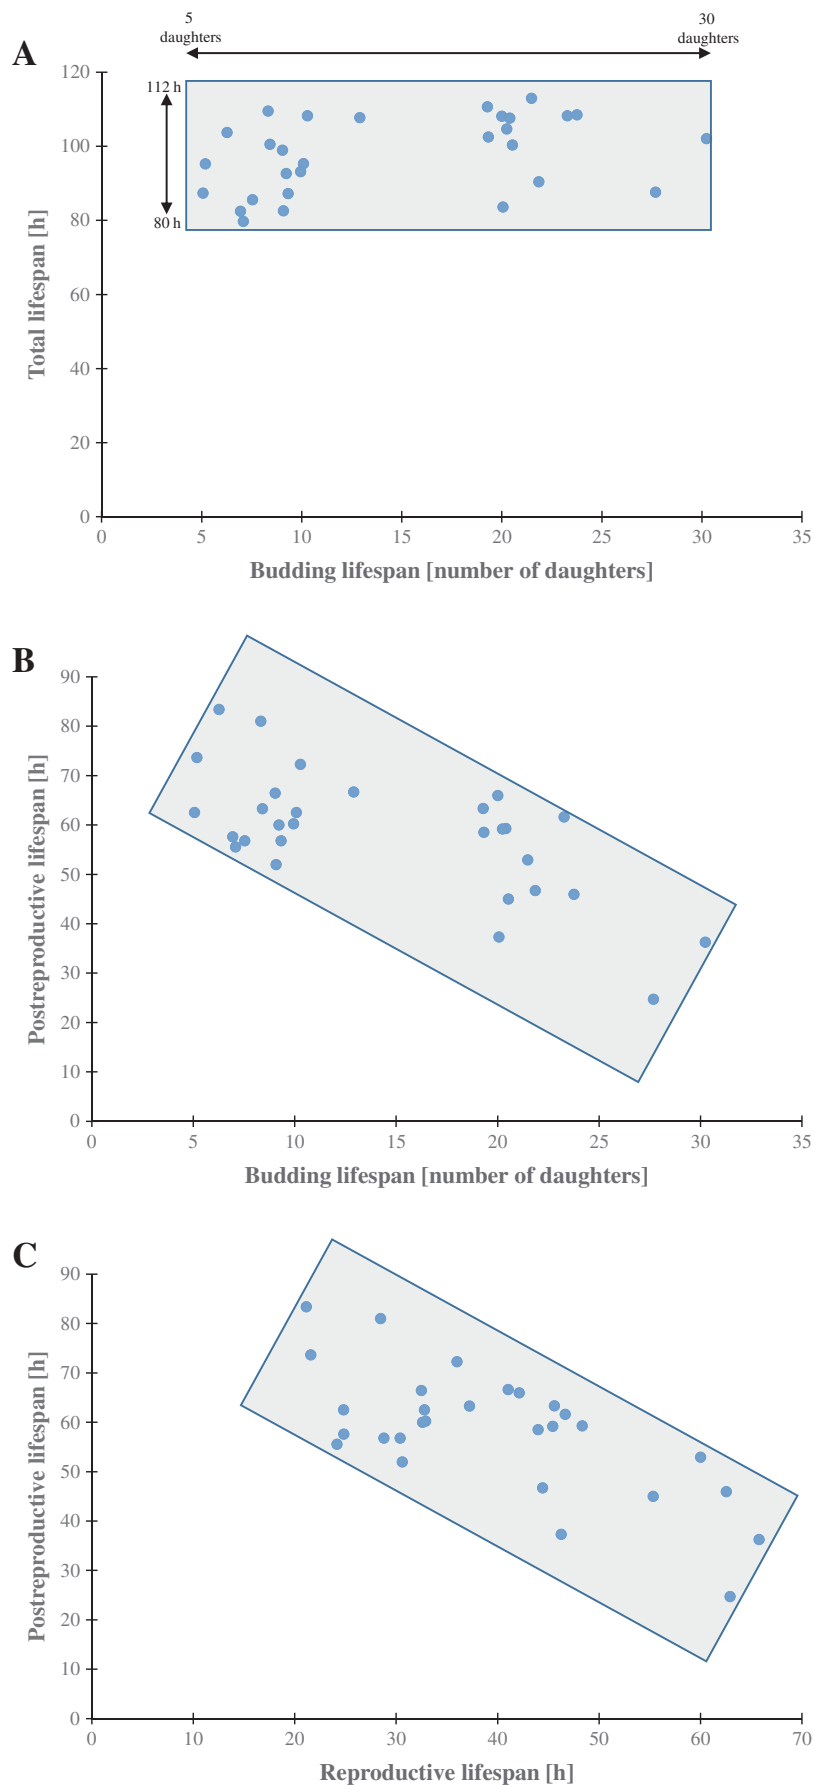 5
daughters
30
daughters
A
120
112 h
100
80 h
80
60
40
20
0
Total lifespan [h]
0 5 10 15 20 25 30 35
Budding lifespan [number of daughters]
B
90
80
70
60
50
40
30
20
10
0
Postreproductive lifespan [h]
0 5 10 15 20 25 30 35
Budding lifespan [number of daughters]
C
90
80
70
60
50
40
30
20
10
0
Postreproductive lifespan [h]
0 10 20 30 40 50 60 70
Reproductive lifespan [h]